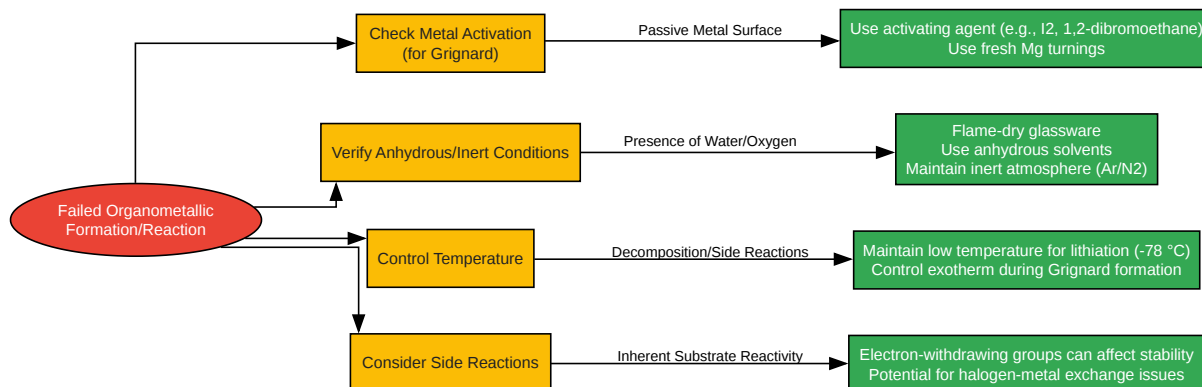 Check Metal Activation
(for Grignard)
Passive Metal Surface
Use activating agent (e.g., I2, 1,2-dibromoethane)
Use fresh Mg turnings
Verify Anhydrous/Inert Conditions
Presence of Water/Oxygen
Flame-dry glassware
Use anhydrous solvents
Maintain inert atmosphere (Ar/N2)
Failed Organometallic
Formation/Reaction
Control Temperature
Decomposition/Side Reactions
Maintain low temperature for lithiation (-78 °C)
Control exotherm during Grignard formation
Consider Side Reactions
Inherent Substrate Reactivity
Electron-withdrawing groups can affect stability
Potential for halogen-metal exchange issues